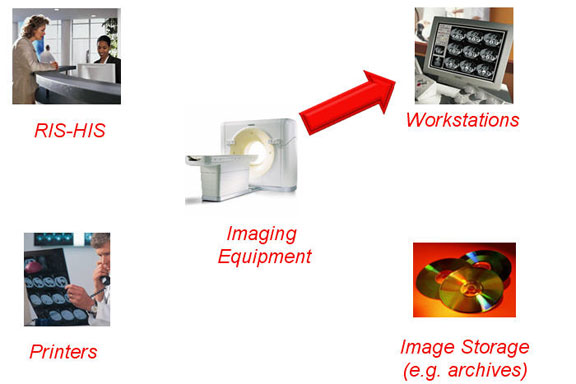 RIS-HIS
Workstations
Imaging
Equipment
Printers
Image Storage
(e.g. archives)